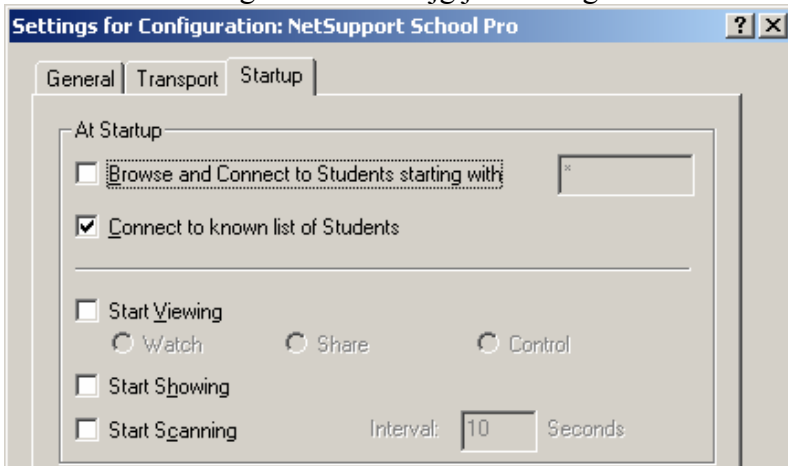 Settings for Configuration: NetSupport School Pro
General Transport Startup
At Startup
Browse and Connect to Students starting with *
Connect to known list of Students
Start Viewing
Watch Share Control
Start Showing
Start Scanning Interval: 10 Seconds